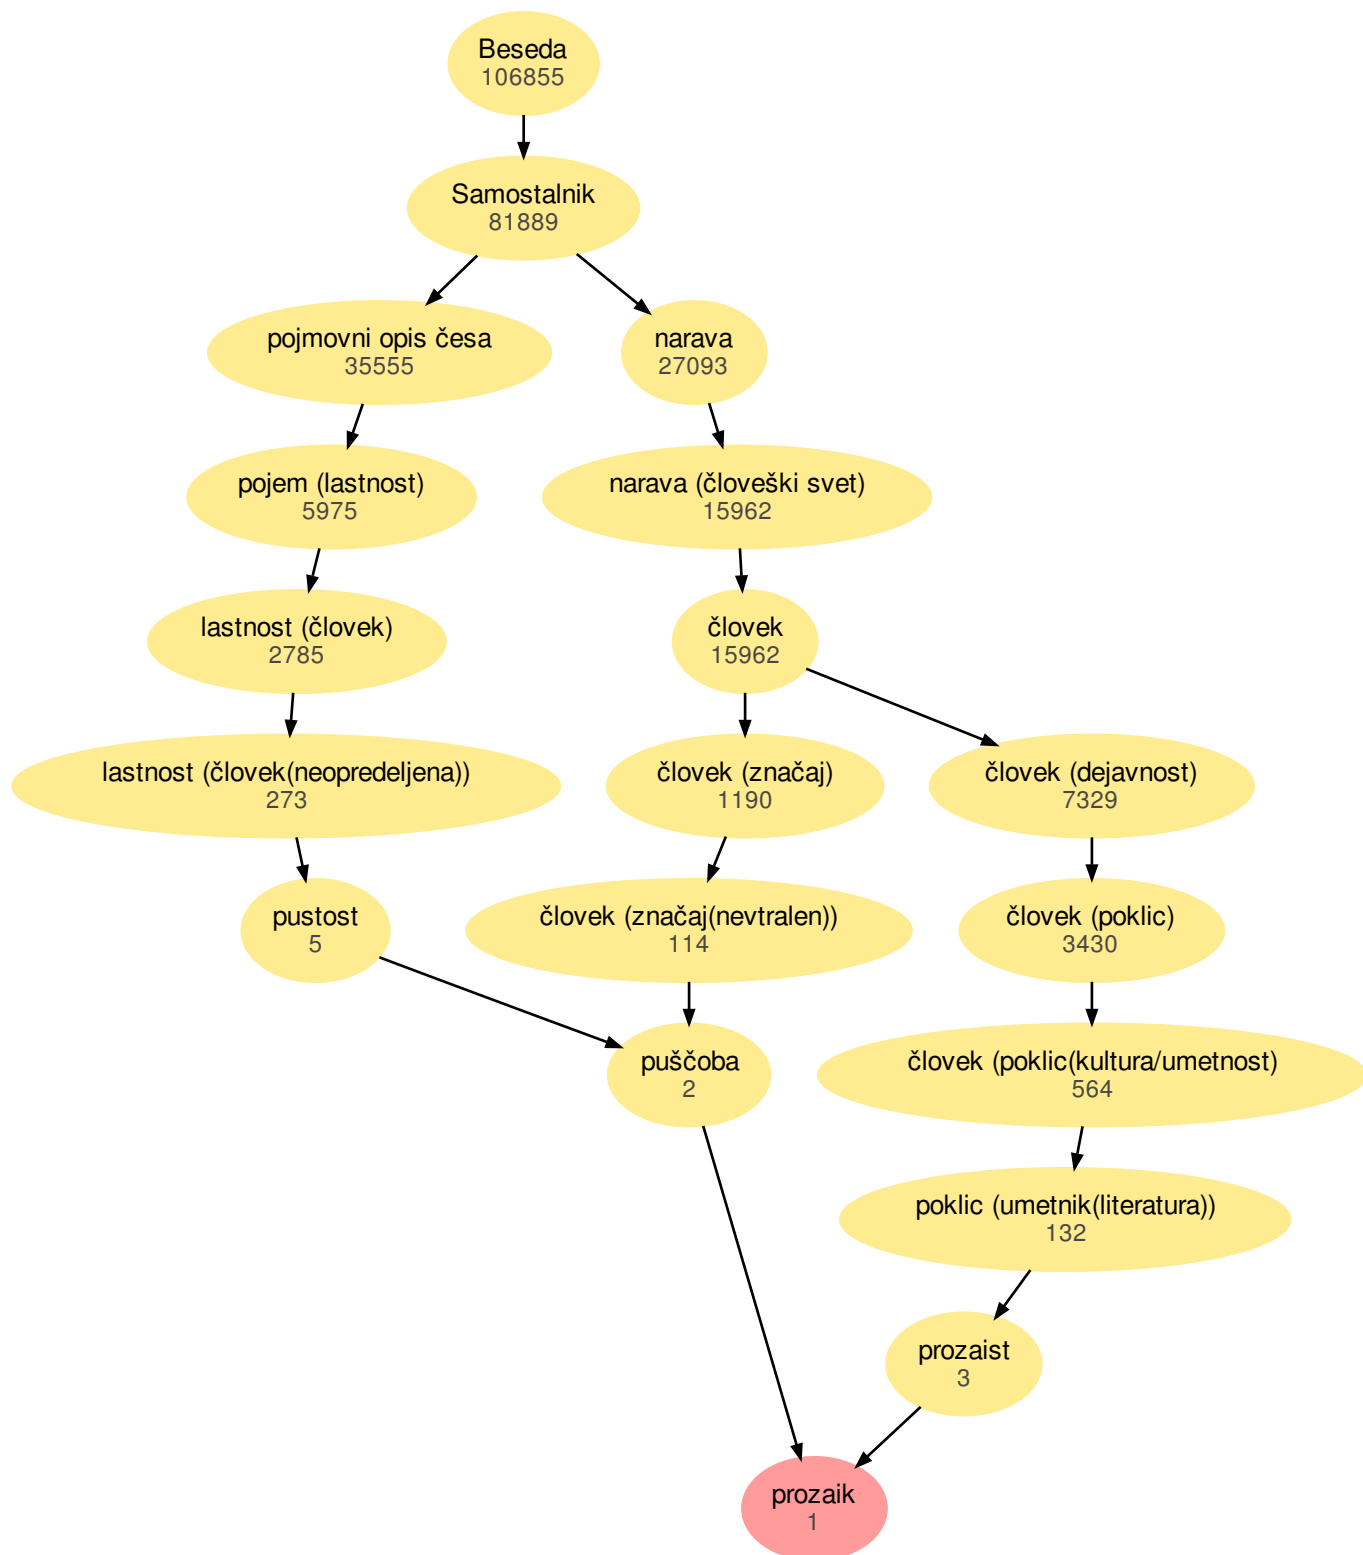 Beseda
106855
Samostalnik
81889
pojmovni opis česa
35555
narava
27093
pojem (lastnost)
5975
narava (človeški svet)
15962
lastnost (človek)
2785
človek
15962
lastnost (človek(neopredeljena))
273
človek (značaj)
1190
človek (dejavnost)
7329
pustost
5
človek (značaj(nevtralen))
114
človek (poklic)
3430
puščoba
2
človek (poklic(kultura/umetnost)
564
poklic (umetnik(literatura))
132
prozaist
3
prozaik
1